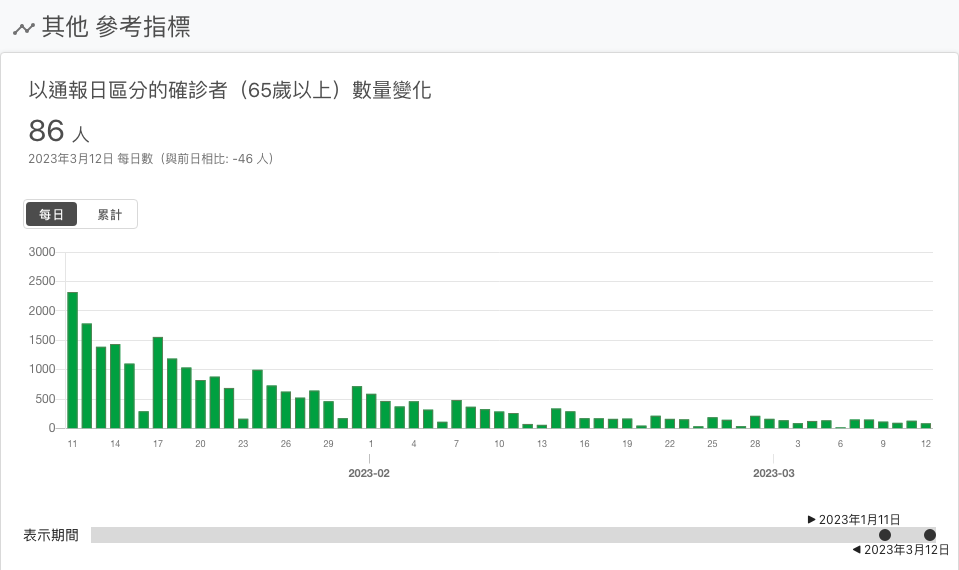 其他 參考指標
以通報日區分的確診者（65歲以上）數量變化
86 人
2023年3月12日 每日數（與前日相比: -46 人）
每日 累計
3000
2500
2000
1500
1000
500
0
11 14 17 20 23 26 29 1 4 7 10 13 16 19 22 25 28 3 6 9 12
2023-02 2023-03
2023年1月11日
表示期間
2023年3月12日